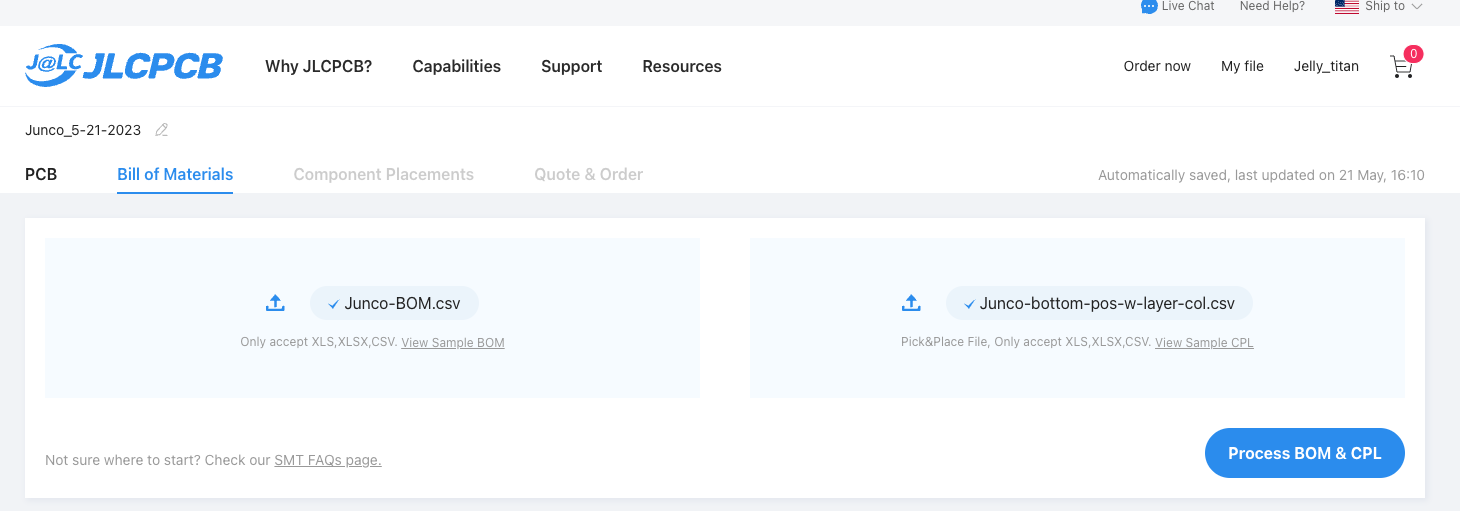 Live Chat Need Help? Ship to
J@LC JLCPCB Why JLCPCB? Capabilities Support Resources Order now My file Jelly_titan 0
Junco_5-21-2023
PCB Bill of Materials Component Placements Quote & Order Automatically saved, last updated on 21 May, 16:10
Junco-BOM.csv
Only accept XLS,XLSX,CSV. View Sample BOM
Junco-bottom-pos-w-layer-col.csv
Pick&Place File, Only accept XLS,XLSX,CSV. View Sample CPL
Not sure where to start? Check our SMT FAQs page.
Process BOM & CPL